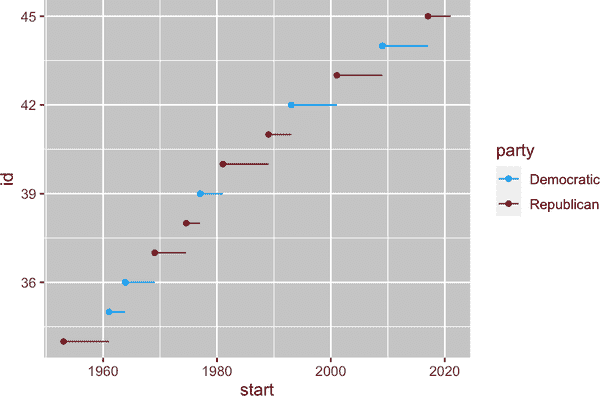 45
42
39
36
id
1960 1980 2000 2020
start
party
Democratic
Republican